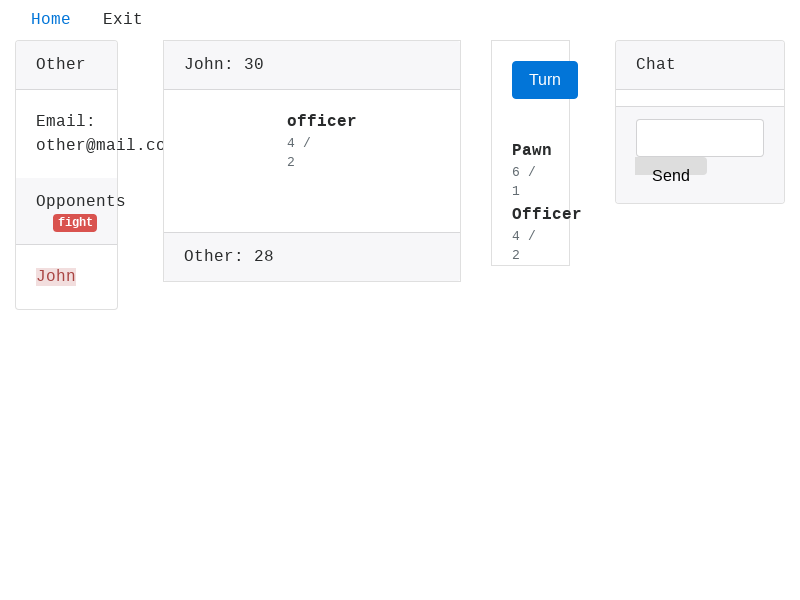 Home Exit
Other
Email:
other@mail.co
Opponents
fight
John
John: 30
officer
4 /
2
Other: 28
Turn
Pawn
6 /
1
Officer
4 /
2
Chat
Send